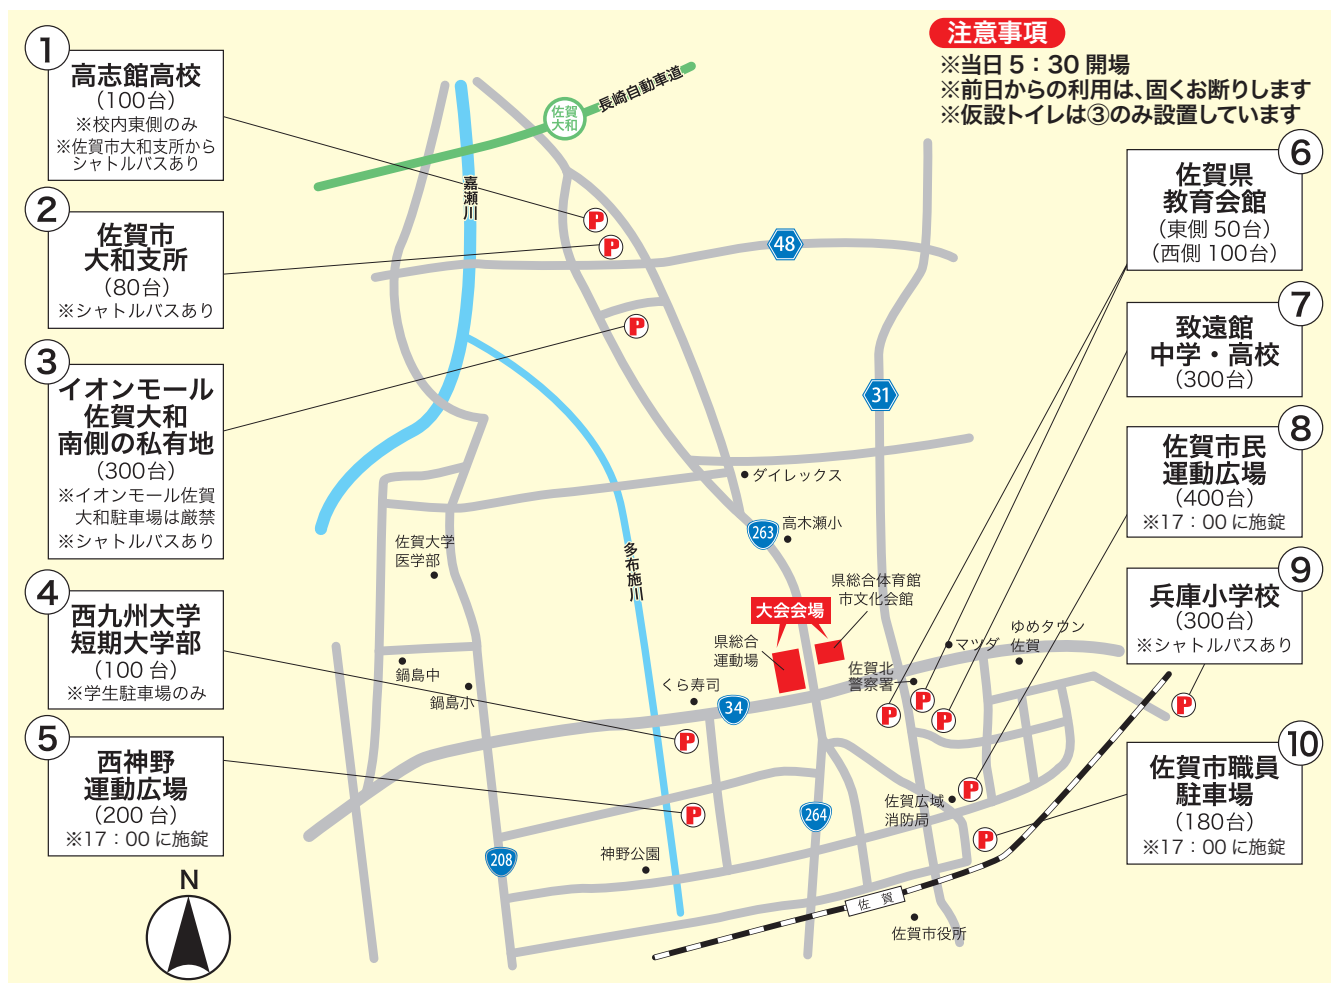 1
高志館高校
（100台）
※校内東側のみ
※佐賀市大和支所から
シャトルバスあり
2
佐賀市
大和支所
（80台）
※シャトルバスあり
3
イオンモール
佐賀大和
南側の私有地
（300台）
※イオンモール佐賀
大和駐車場は厳禁
※シャトルバスあり
4
西九州大学
短期大学部
（100台）
※学生駐車場のみ
5
西神野
運動広場
（200台）
※17：00に施錠
N
注意事項
※当日5：30開場
※前日からの利用は、固くお断りします
※仮設トイレは③のみ設置しています
6
佐賀県
教育会館
（東側50台）
（西側100台）
7
致遠館
中学・高校
（300台）
8
佐賀市民
運動広場
（400台）
※17：00に施錠
9
兵庫小学校
（300台）
※シャトルバスあり
10
佐賀市職員
駐車場
（180台）
※17：00に施錠
長崎自動車道
佐賀
大和
嘉瀬川
P
P
48
P
31
ダイレックス
263
高木瀬小
佐賀大学
医学部
多布施川
県総合体育館
市文化会館
大会会場
県総合
運動場
マツダ
ゆめタウン
佐賀
佐賀北
警察署
鍋島中
鍋島小
くら寿司
34
P
P
P
P
P
P
佐賀広域
消防局
P
264
P
P
208
神野公園
佐賀
佐賀市役所